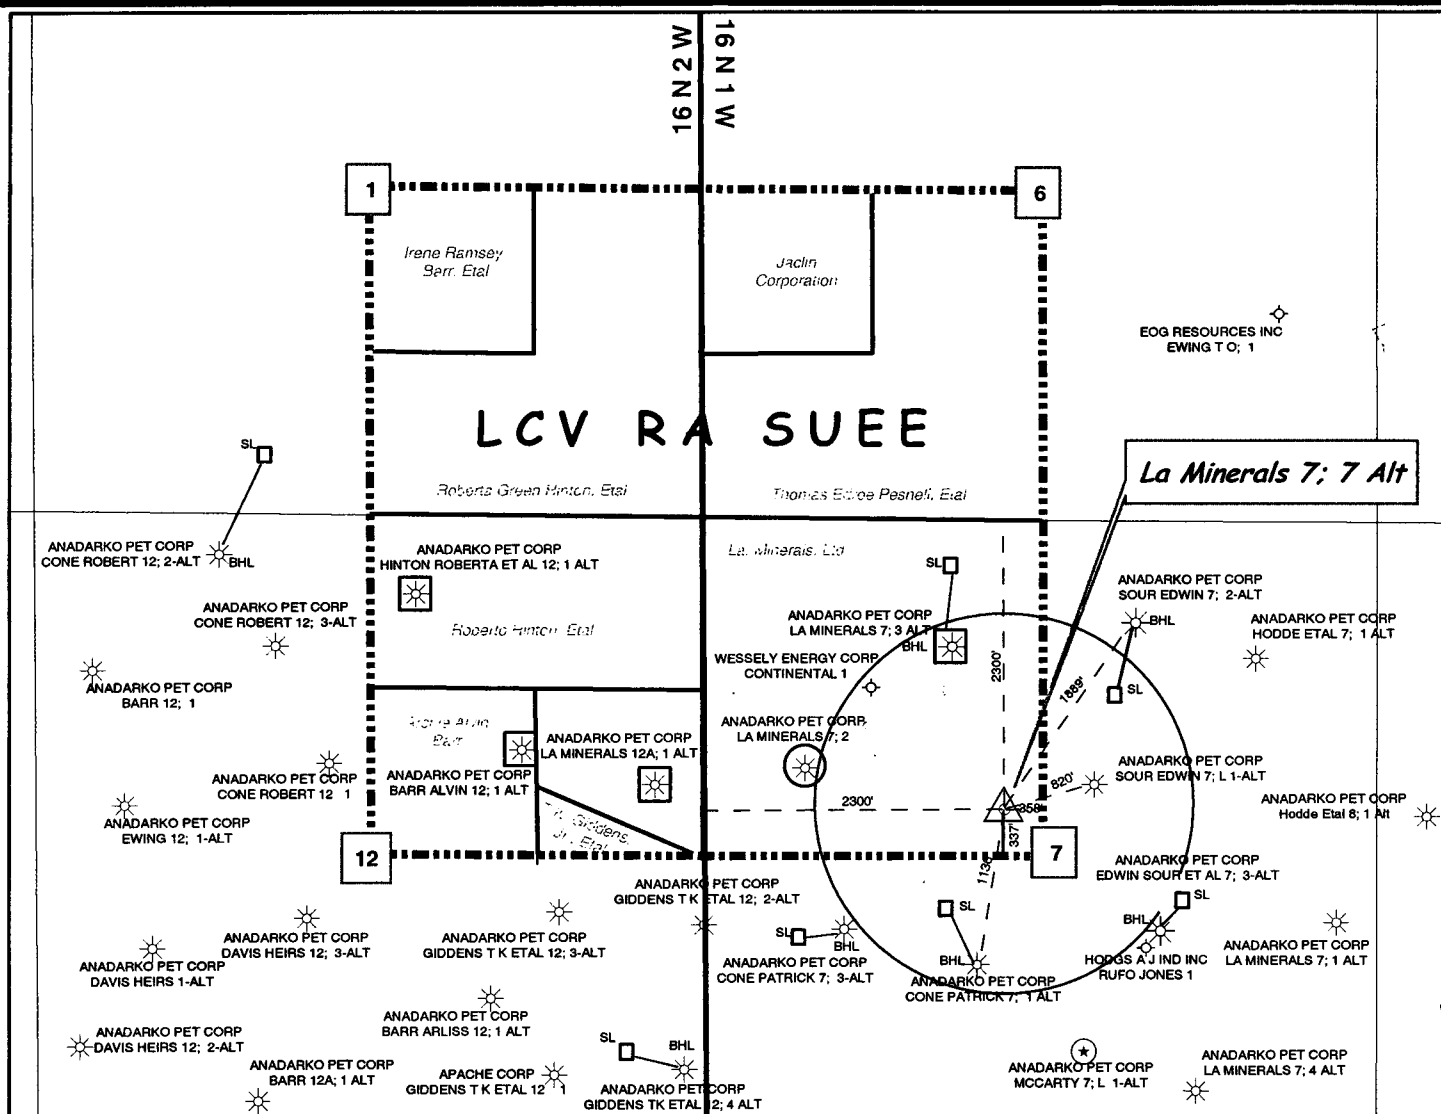 16 N 2 W
16 N 1 W
1
6
Irene Ramsey
Barr. Etal
Jaclin
Corporation
EOG RESOURCES INC
EWING T O; 1
LCV RA SUEE
La Minerals 7; 7 Alt
SL
Roberta Green Hinton, Etal
Thomas Pesnell, Etal
ANADARKO PET CORP
CONE ROBERT 12; 2-ALT
BHL
ANADARKO PET CORP
HINTON ROBERTA ET AL 12; 1 ALT
La. Minerals, Ltd
SL
ANADARKO PET CORP
SOUR EDWIN 7; 2-ALT
BHL
ANADARKO PET CORP
CONE ROBERT 12; 3-ALT
Roberto Hinton, Etal
ANADARKO PET CORP
LA MINERALS 7; 3 ALT
BHL
ANADARKO PET CORP
HODDE ETAL 7; 1 ALT
WESSELY ENERGY CORP
CONTINENTAL 1
2300'
1889'
SL
ANADARKO PET CORP
BARR 12; 1
Alvin
Barr
ANADARKO PET CORP
LA MINERALS 12A; 1 ALT
ANADARKO PET CORP
LA MINERALS 7; 2
ANADARKO PET CORP
CONE ROBERT 12 1
ANADARKO PET CORP
BARR ALVIN 12; 1 ALT
ANADARKO PET CORP
SOUR EDWIN 7; L 1-ALT
820'
358'
2300'
337'
1136'
ANADARKO PET CORP
Hodde Etal 8; 1 Alt
ANADARKO PET CORP
EWING 12; 1-ALT
Giddens,
Jr. Etal
12
7
ANADARKO PET CORP
EDWIN SOUR ET AL 7; 3-ALT
SL
ANADARKO PET CORP
GIDDENS T K ETAL 12; 2-ALT
SL
BHL
ANADARKO PET CORP
DAVIS HEIRS 12; 3-ALT
ANADARKO PET CORP
GIDDENS T K ETAL 12; 3-ALT
SL
BHL
ANADARKO PET CORP
CONE PATRICK 7; 3-ALT
BHL
ANADARKO PET CORP
CONE PATRICK 7; 1 ALT
HODGS A J IND INC
RUFO JONES 1
ANADARKO PET CORP
LA MINERALS 7; 1 ALT
ANADARKO PET CORP
DAVIS HEIRS 1-ALT
ANADARKO PET CORP
BARR ARLISS 12; 1 ALT
ANADARKO PET CORP
DAVIS HEIRS 12; 2-ALT
SL
BHL
ANADARKO PET CORP
BARR 12A; 1 ALT
APACHE CORP
GIDDENS T K ETAL 12 1
ANADARKO PET CORP
GIDDENS TK ETAL 12; 4 ALT
ANADARKO PET CORP
MCCARTY 7; L 1-ALT
ANADARKO PET CORP
LA MINERALS 7; 4 ALT